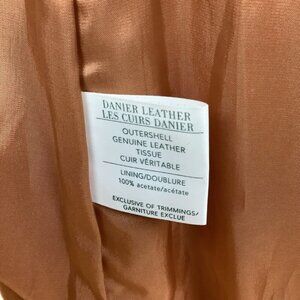 DANIER LEATHER
LES CUIRS DANIER
OUTERSHELL
GENUINE LEATHER
TISSUE
CUIR VÉRITABLE
LINING/DOUBLURE
100% acetate/acétate
EXCLUSIVE OF TRIMMINGS/
GARNITURE EXCLUE